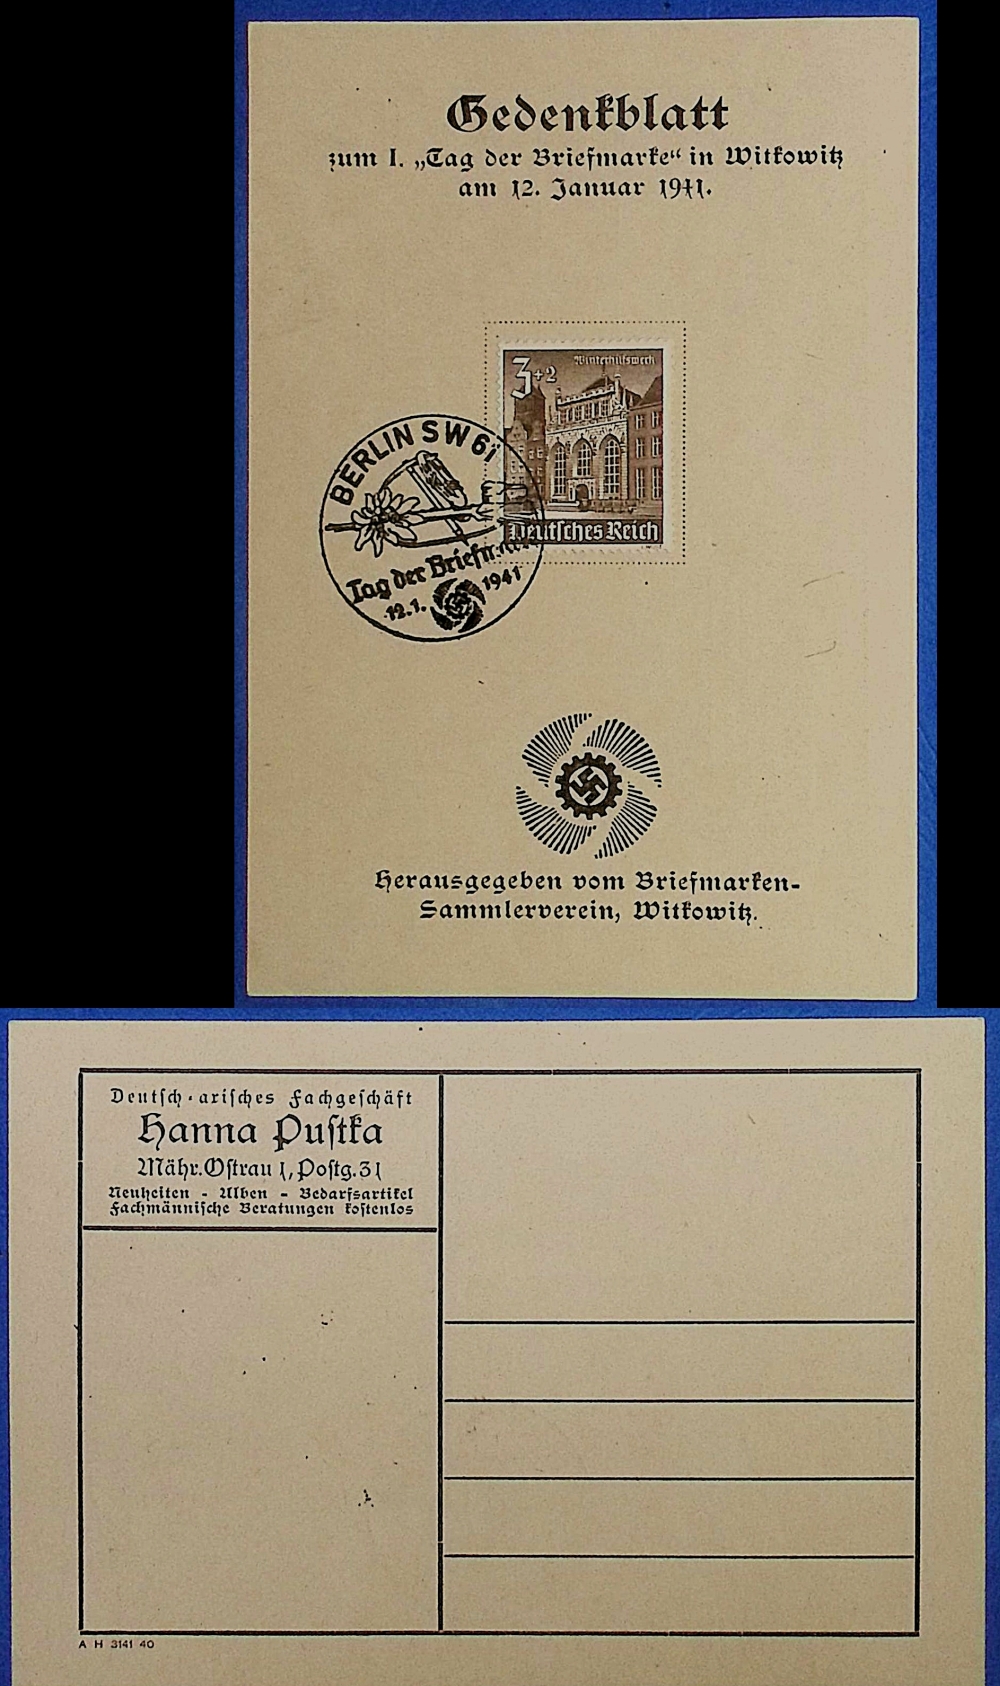 Gedenkblatt
zum I. „Tag der Briefmarke“ in Witkowitz
am 12. Januar 1941.
3+2
Winterhilfswerk
Deutsches Reich
BERLIN SW 61
Tag der Briefmarke
12.1. 1941
Herausgegeben vom Briefmarken-
Sammlerverein, Witkowitz.
Deutsch-arisches Fachgeschäft
Hanna Pustka
Mähr.Ostrau 1, Postg.31
Neuheiten - Alben - Bedarfsartikel
Fachmännische Beratungen kostenlos
A H 3141 40